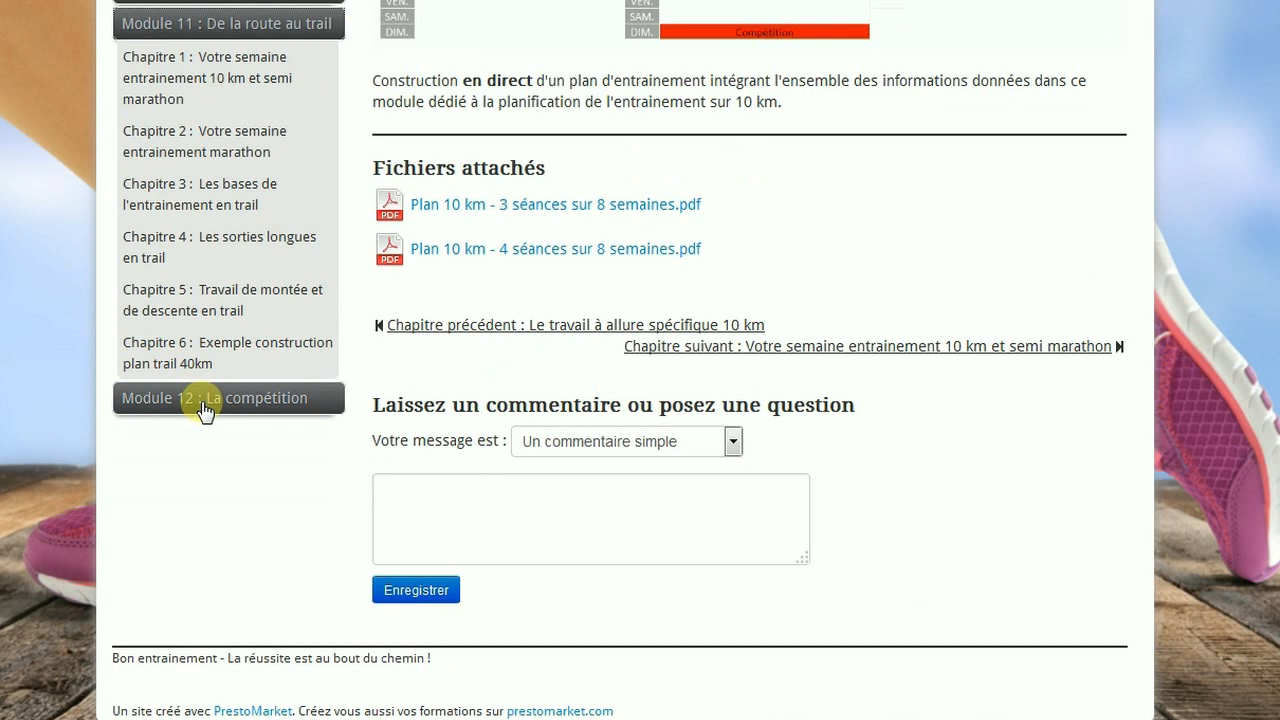 Module 11 : De la route au trail
Chapitre 1 : Votre semaine
entrainement 10 km et semi
marathon
Chapitre 2 : Votre semaine
entrainement marathon
Chapitre 3 : Les bases de
l'entrainement en trail
Chapitre 4 : Les sorties longues
en trail
Chapitre 5 : Travail de montée et
de descente en trail
Chapitre 6 : Exemple construction
plan trail 40km
Module 12 : La compétition
VEN.
SAM.
DIM.
VEN.
SAM.
DIM.
Compétition
Construction en direct d'un plan d'entrainement intégrant l'ensemble des informations données dans ce
module dédié à la planification de l'entrainement sur 10 km.
Fichiers attachés
PDF
Plan 10 km - 3 séances sur 8 semaines.pdf
PDF
Plan 10 km - 4 séances sur 8 semaines.pdf
Chapitre précédent : Le travail à allure spécifique 10 km
Chapitre suivant : Votre semaine entrainement 10 km et semi marathon
Laissez un commentaire ou posez une question
Votre message est : Un commentaire simple
Enregistrer
Bon entrainement - La réussite est au bout du chemin !
Un site créé avec PrestoMarket. Créez vous aussi vos formations sur prestomarket.com